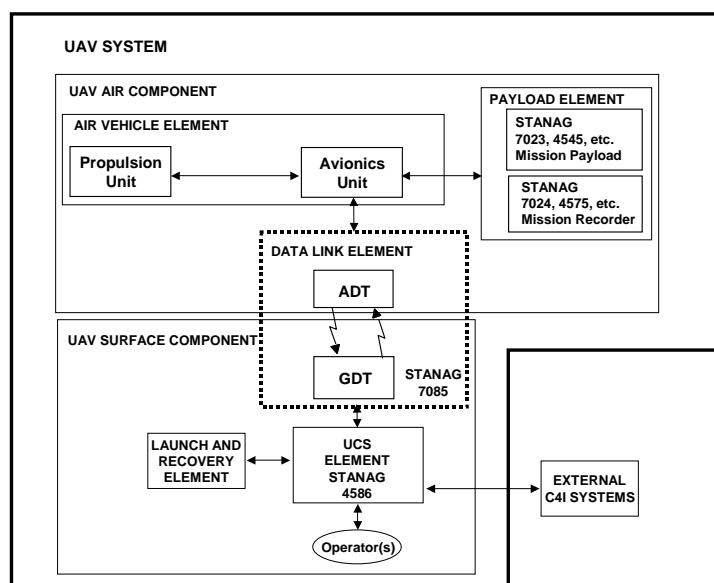 UAV SYSTEM
UAV AIR COMPONENT
AIR VEHICLE ELEMENT
Propulsion
Unit
Avionics
Unit
PAYLOAD ELEMENT
STANAG
7023, 4545, etc.
Mission Payload
STANAG
7024, 4575, etc.
Mission Recorder
DATA LINK ELEMENT
ADT
UAV SURFACE COMPONENT
GDT
STANAG
7085
LAUNCH AND
RECOVERY
ELEMENT
UCS
ELEMENT
STANAG
4586
Operator(s)
EXTERNAL
C4I SYSTEMS